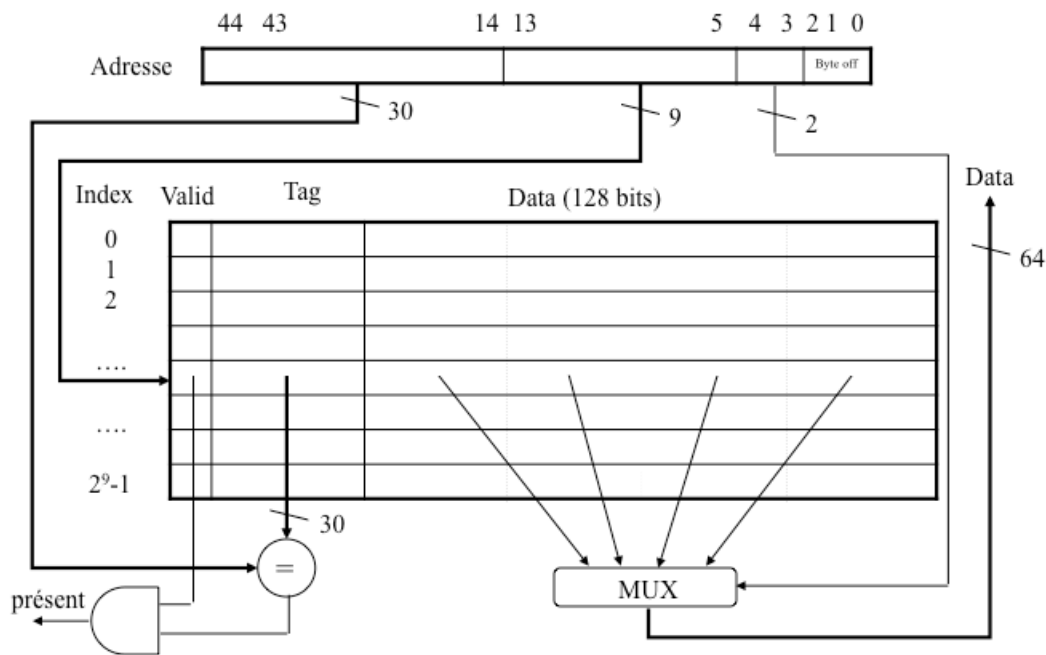 44 43 14 13 5 4 3 2 1 0
Adresse Byte off
30 9 2
Index Valid Tag Data (128 bits) Data
0
64
1
2
....
....
2⁹-1
30
=
MUX
présent